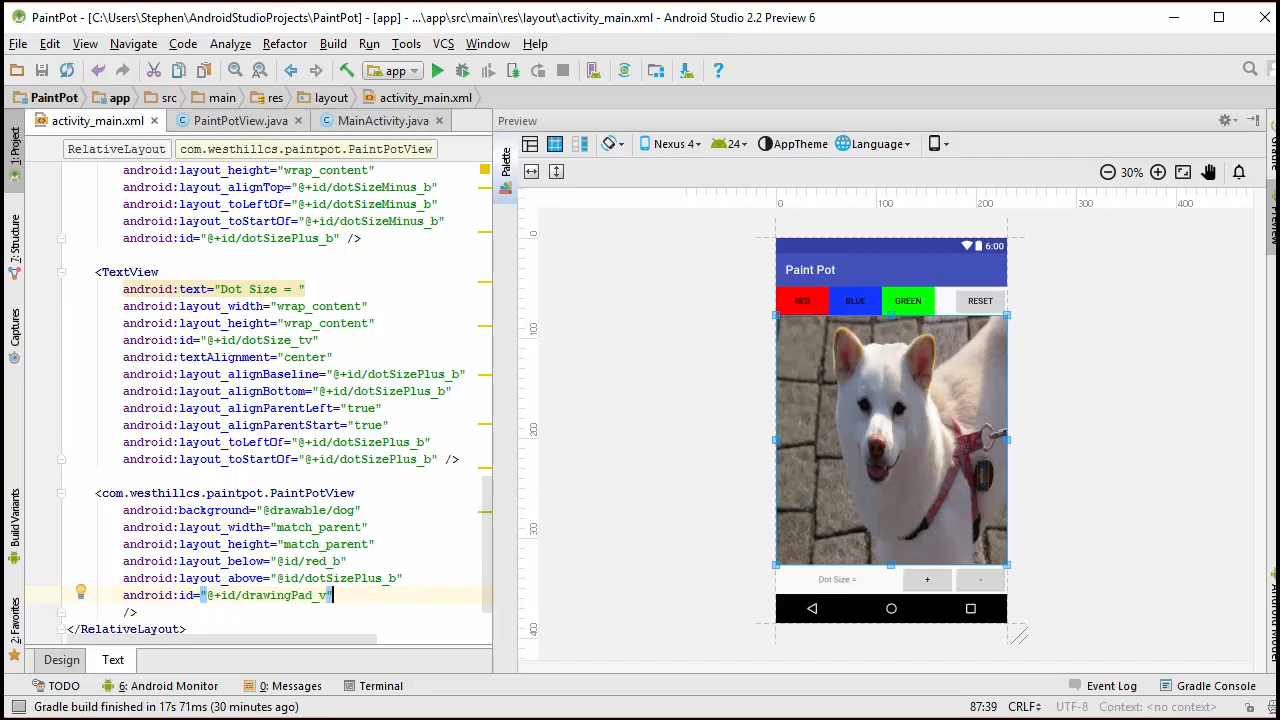 PaintPot - [C:\Users\Stephen\AndroidStudioProjects\PaintPot] - [app] - ...\app\src\main\res\layout\activity_main.xml - Android Studio 2.2 Preview 6
File Edit View Navigate Code Analyze Refactor Build Run Tools VCS Window Help
app
PaintPot app src main res layout activity_main.xml
activity_main.xml PaintPotView.java MainActivity.java
Preview
RelativeLayout com.westhillcs.paintpot.PaintPotView
Nexus 4 24 AppTheme Language
30%
1: Project
7: Structure
Captures
Build Variants
2: Favorites
Palette
android:layout_height="wrap_content"
android:layout_alignTop="@+id/dotSizeMinus_b"
android:layout_toLeftOf="@+id/dotSizeMinus_b"
android:layout_toStartOf="@+id/dotSizeMinus_b"
android:id="@+id/dotSizePlus_b" />
<TextView
android:text="Dot Size = "
android:layout_width="wrap_content"
android:layout_height="wrap_content"
android:id="@+id/dotSize_tv"
android:textAlignment="center"
android:layout_alignBaseline="@+id/dotSizePlus_b"
android:layout_alignBottom="@+id/dotSizePlus_b"
android:layout_alignParentLeft="true"
android:layout_alignParentStart="true"
android:layout_toLeftOf="@+id/dotSizePlus_b"
android:layout_toStartOf="@+id/dotSizePlus_b" />
<com.westhillcs.paintpot.PaintPotView
android:background="@drawable/dog"
android:layout_width="match_parent"
android:layout_height="match_parent"
android:layout_below="@id/red_b"
android:layout_above="@id/dotSizePlus_b"
android:id="@+id/drawingPad_v"
/>
</RelativeLayout>
0 100 200 300 400
0
100
200
300
400
6:00
Paint Pot
RED BLUE GREEN RESET
Dot Size = + -
Design Text
TODO 6: Android Monitor 0: Messages Terminal Event Log Gradle Console
Gradle build finished in 17s 71ms (30 minutes ago) 87:39 CRLF UTF-8 Context: <no context>